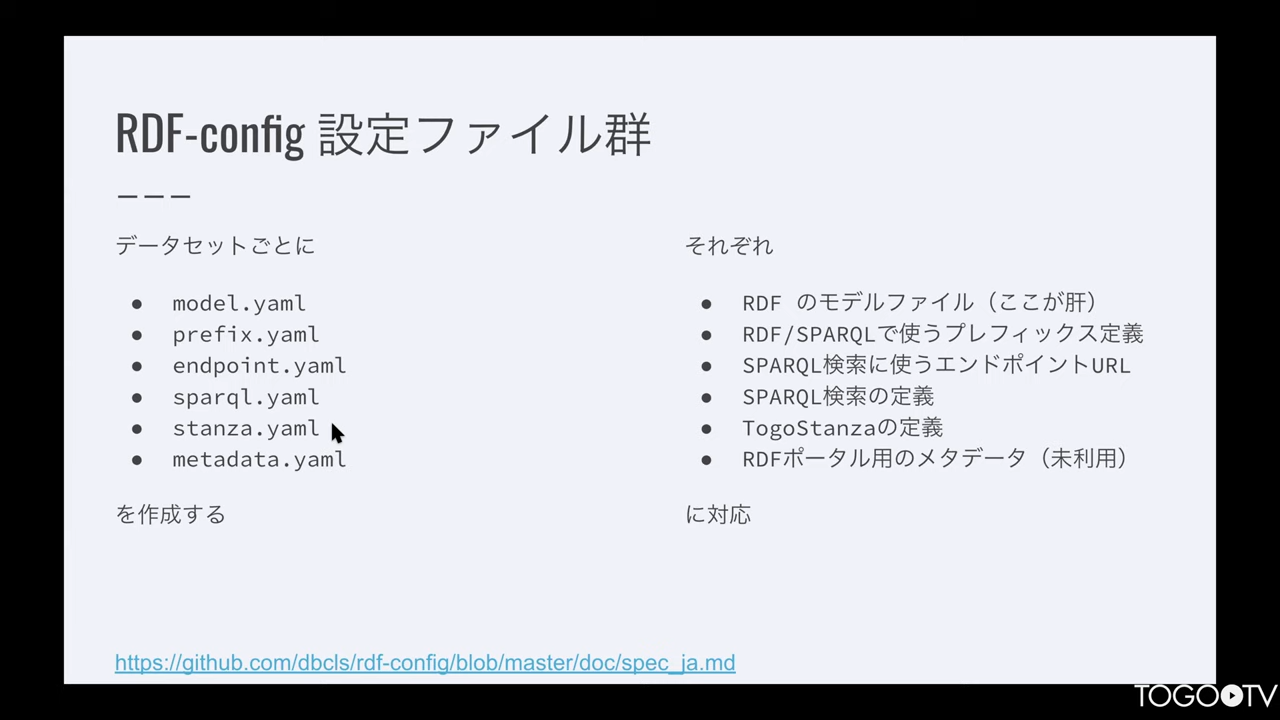 RDF-config 設定ファイル群
データセットごとに
● model.yaml
● prefix.yaml
● endpoint.yaml
● sparql.yaml
● stanza.yaml
● metadata.yaml
を作成する
それぞれ
● RDF のモデルファイル（ここが肝）
● RDF/SPARQLで使うプレフィックス定義
● SPARQL検索に使うエンドポイントURL
● SPARQL検索の定義
● TogoStanzaの定義
● RDFポータル用のメタデータ（未利用）
に対応
https://github.com/dbcls/rdf-config/blob/master/doc/spec_ja.md
TOGO TV